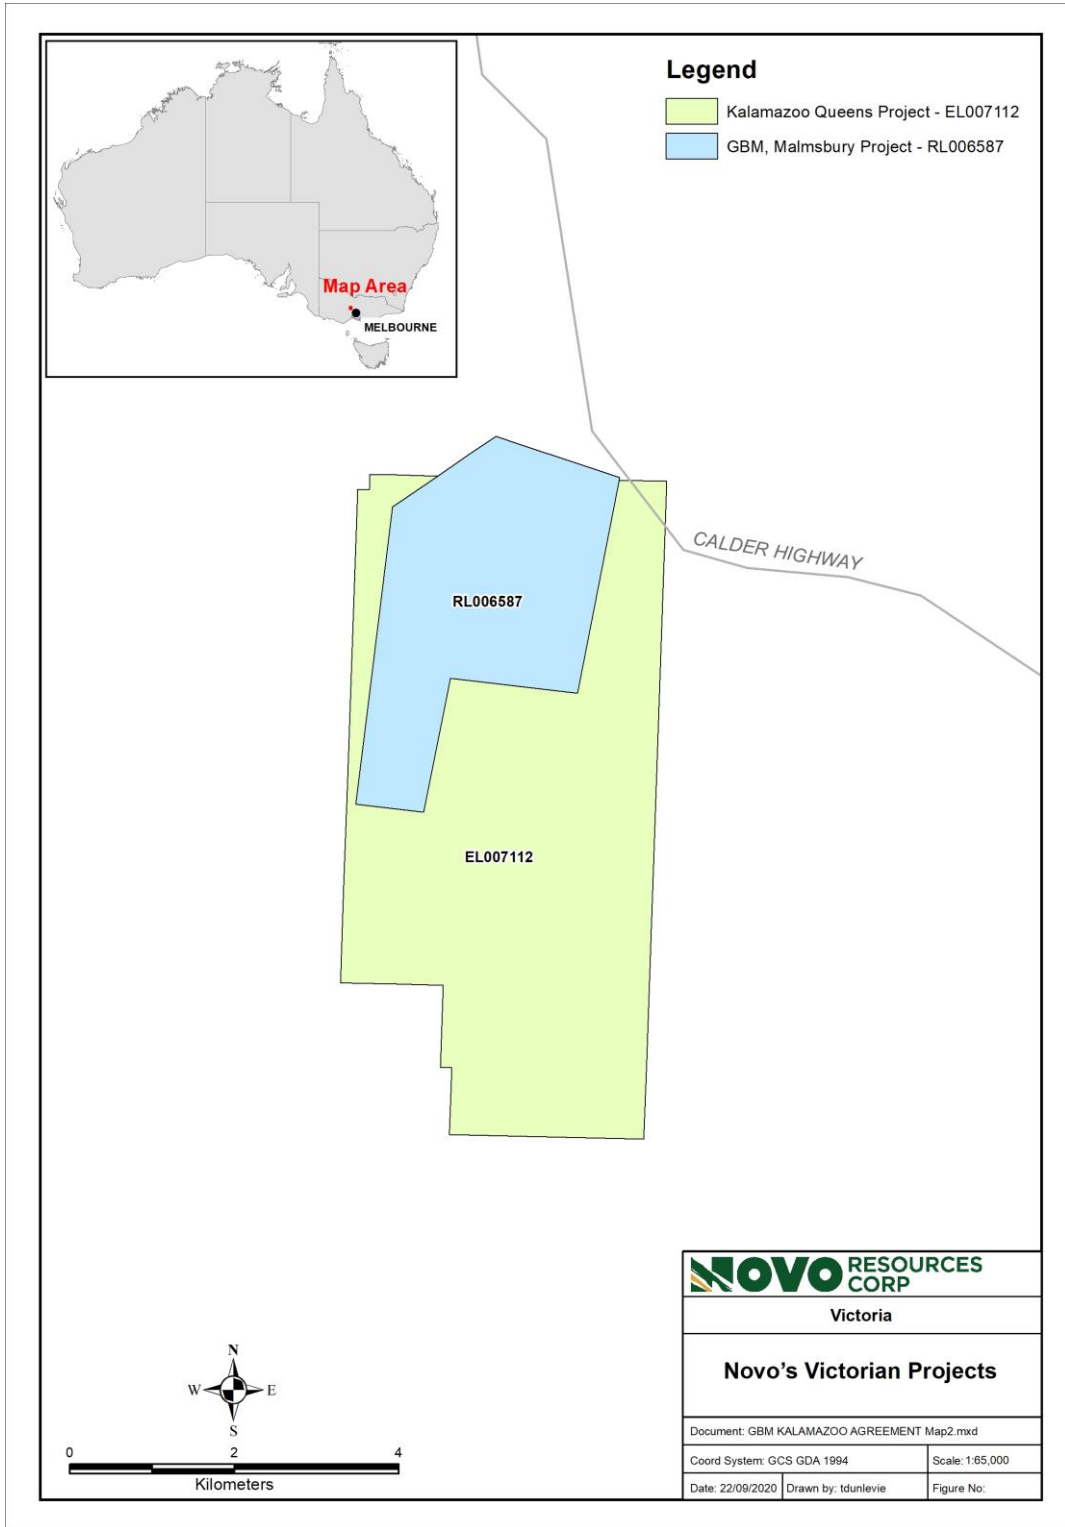 Legend
Kalamazoo Queens Project - EL007112
GBM, Malmsbury Project - RL006587
Map Area
MELBOURNE
CALDER HIGHWAY
RL006587
EL007112
N
W E
S
0 2 4
Kilometers
NOVO RESOURCES CORP
Victoria
Novo's Victorian Projects
Document: GBM KALAMAZOO AGREEMENT Map2.mxd
Coord System: GCS GDA 1994 Scale: 1:65,000
Date: 22/09/2020 Drawn by: tdunlevie Figure No: